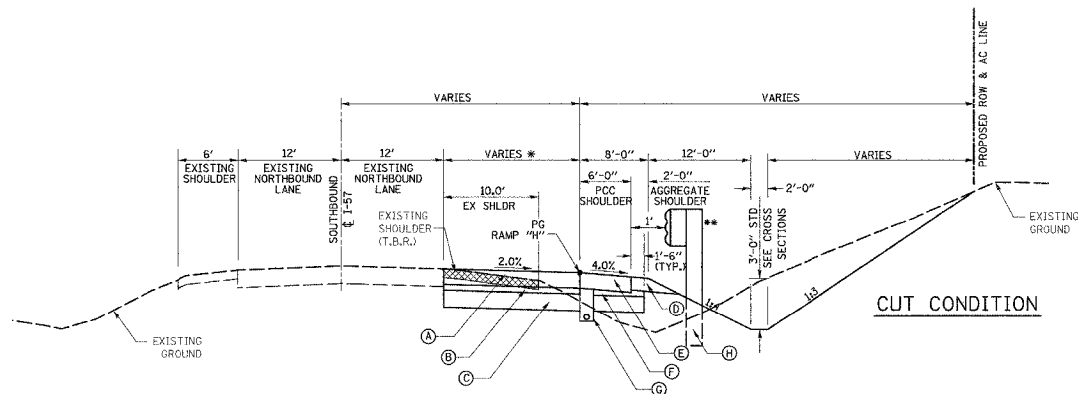 PROPOSED ROW & AC LINE
VARIES
VARIES
6'
EXISTING
SHOULDER
12'
EXISTING
NORTHBOUND
LANE
SOUTHBOUND
℄ I-57
12'
EXISTING
NORTHBOUND
LANE
VARIES *
10.0'
EX SHLDR
EXISTING
SHOULDER
(T.B.R.)
2.0%
PG
RAMP "H"
8'-0"
6'-0"
PCC
SHOULDER
4.0%
12'-0"
2'-0"
AGGREGATE
SHOULDER
1'
**
1'-6"
(TYP.)
3'-0" STD
SEE CROSS
SECTIONS
VARIES
2'-0"
EXISTING
GROUND
1:3
CUT CONDITION
EXISTING
GROUND
A
B
C
D
E
F
G
H